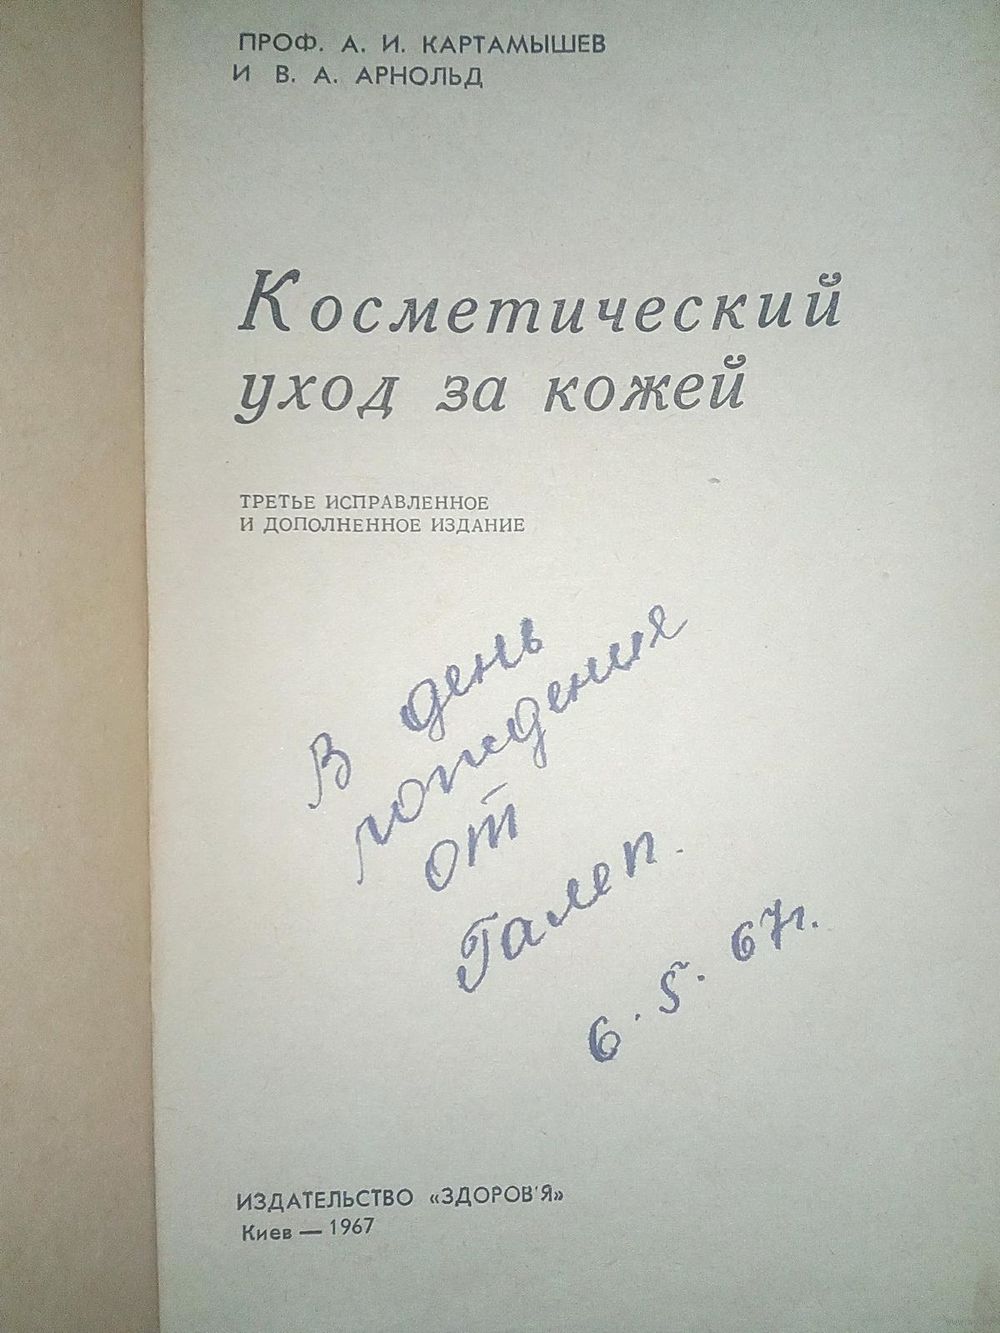 ПРОФ. А. И. КАРТАМЫШЕВ
И В. А. АРНОЛЬД
Косметический
уход за кожей
ТРЕТЬЕ ИСПРАВЛЕННОЕ
И ДОПОЛНЕННОЕ ИЗДАНИЕ
В день
рождения
от
6. 5. 67г.
ИЗДАТЕЛЬСТВО «ЗДОРОВ'Я»
Киев — 1967